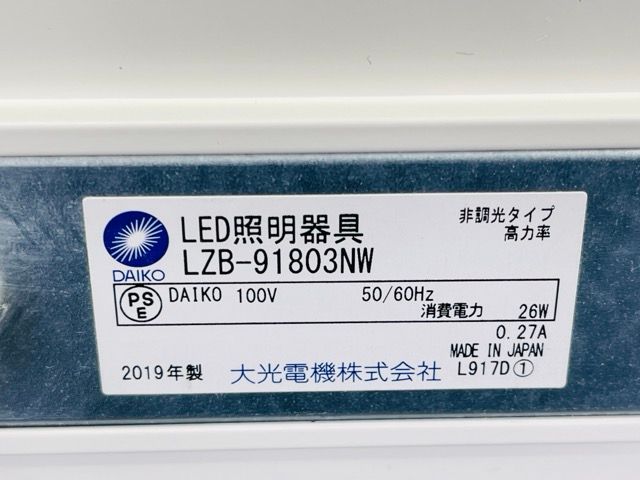 DAIKO
LED照明器具
LZB-91803NW
非調光タイプ
高力率
PS
E
DAIKO 100V 50/60Hz
消費電力 26W
0.27A
MADE IN JAPAN
2019年製 大光電機株式会社 L917D①